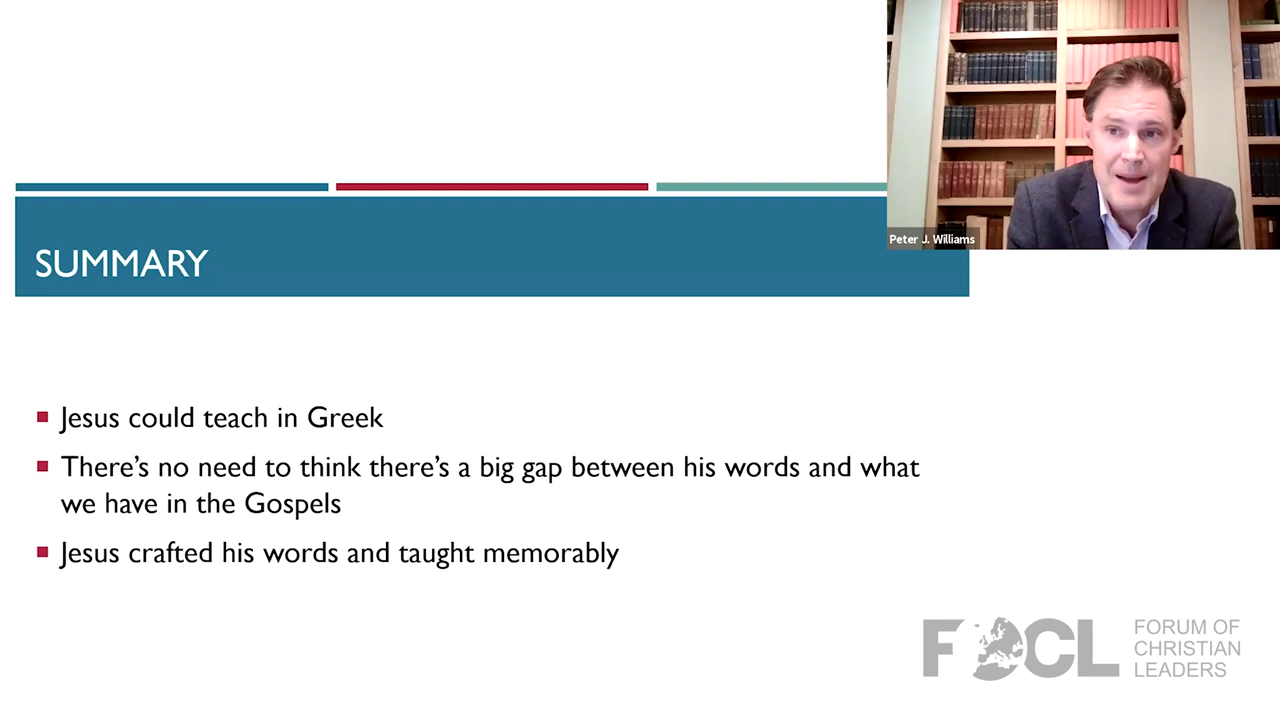 Peter J. Williams
SUMMARY
Jesus could teach in Greek
There's no need to think there's a big gap between his words and what
we have in the Gospels
Jesus crafted his words and taught memorably
FOCL
FORUM OF
CHRISTIAN
LEADERS